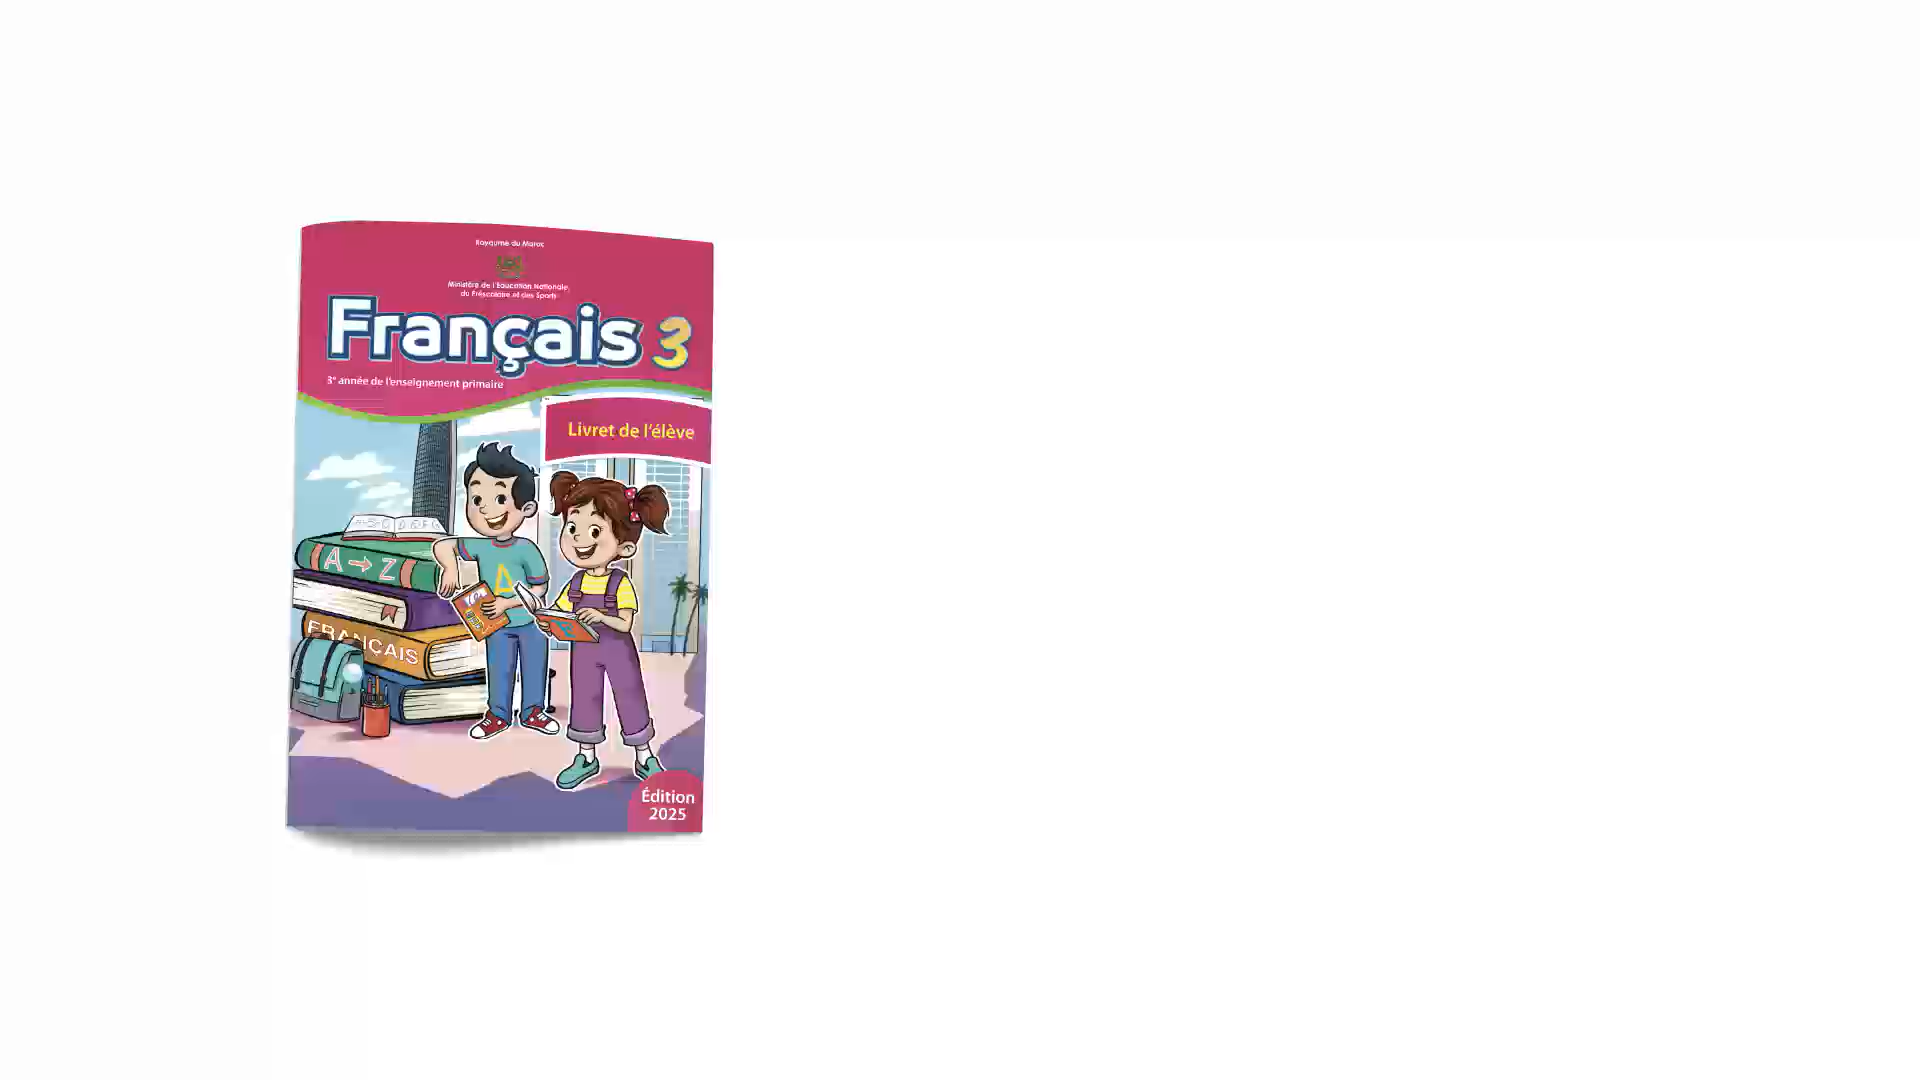 Royaume du Maroc
Ministère de l'Éducation Nationale,
du Préscolaire et des Sports
Français 3
3e année de l'enseignement primaire
Livret de l'élève
A → Z
FRANÇAIS
Édition
2025